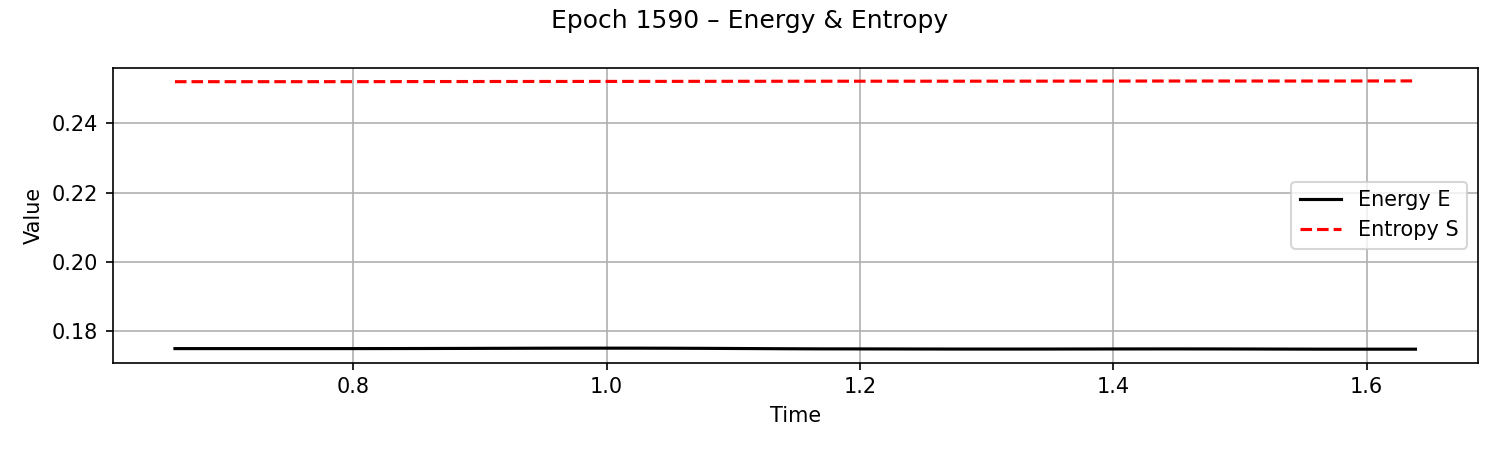 Epoch 1590 – Energy & Entropy
Value
0.24
0.22
0.20
0.18
Energy E
Entropy S
0.8 1.0 1.2 1.4 1.6
Time